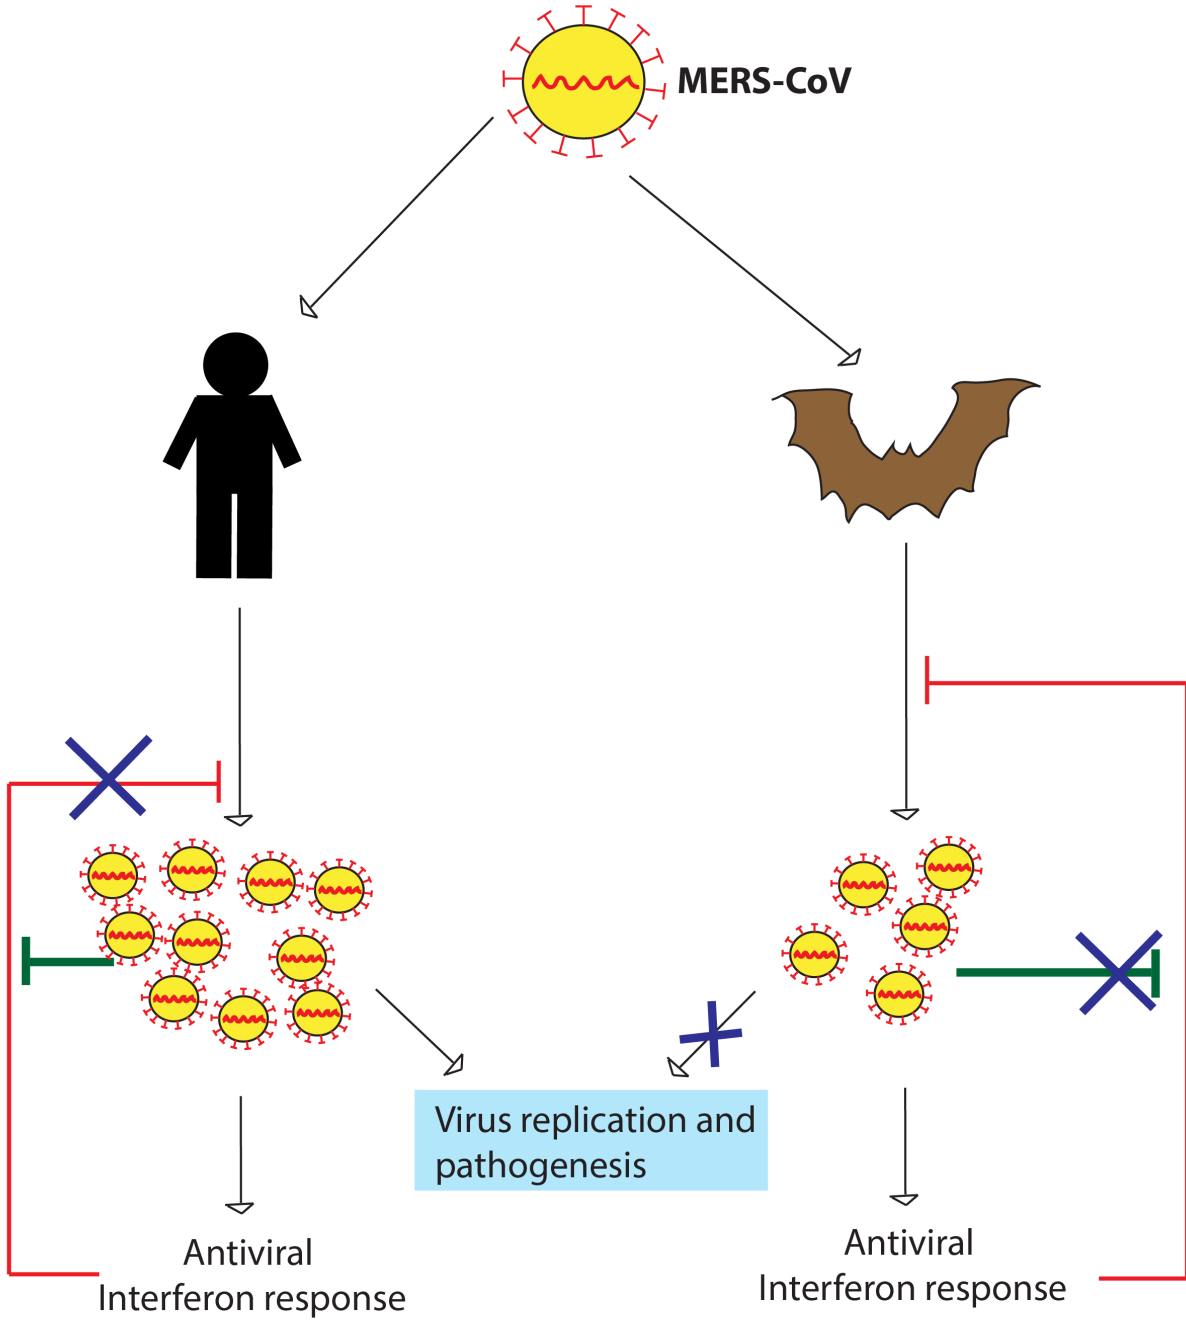 MERS-CoV
Virus replication and
pathogenesis
Antiviral
Interferon response
Antiviral
Interferon response